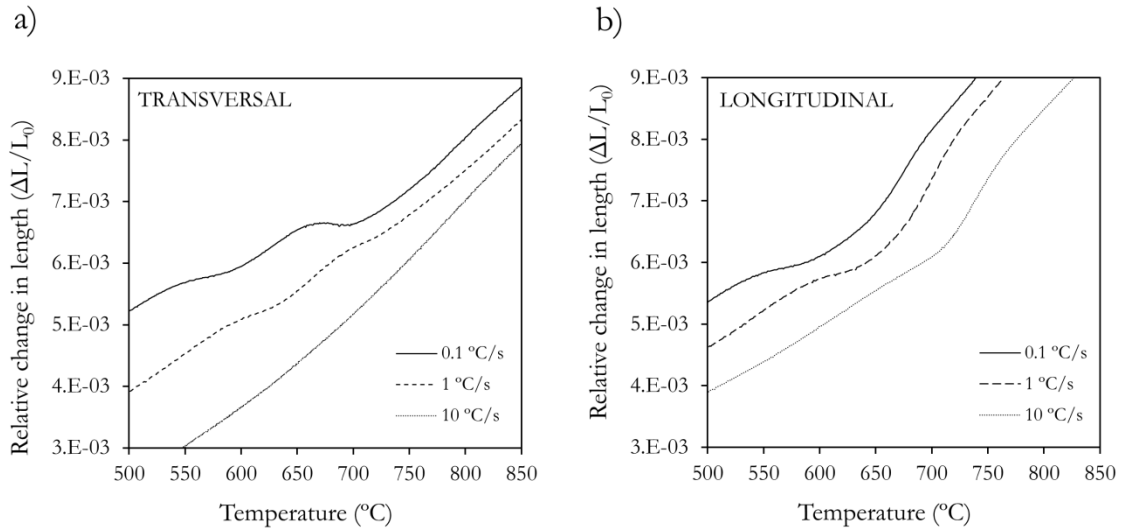 a)
TRANSVERSAL
Relative change in length (ΔL/L₀)
9.E-03
8.E-03
7.E-03
6.E-03
5.E-03
4.E-03
3.E-03
0.1 ºC/s
1 ºC/s
10 ºC/s
500 550 600 650 700 750 800 850
Temperature (ºC)
b)
LONGITUDINAL
Relative change in length (ΔL/L₀)
9.E-03
8.E-03
7.E-03
6.E-03
5.E-03
4.E-03
3.E-03
0.1 ºC/s
1 ºC/s
10 ºC/s
500 550 600 650 700 750 800 850
Temperature (ºC)